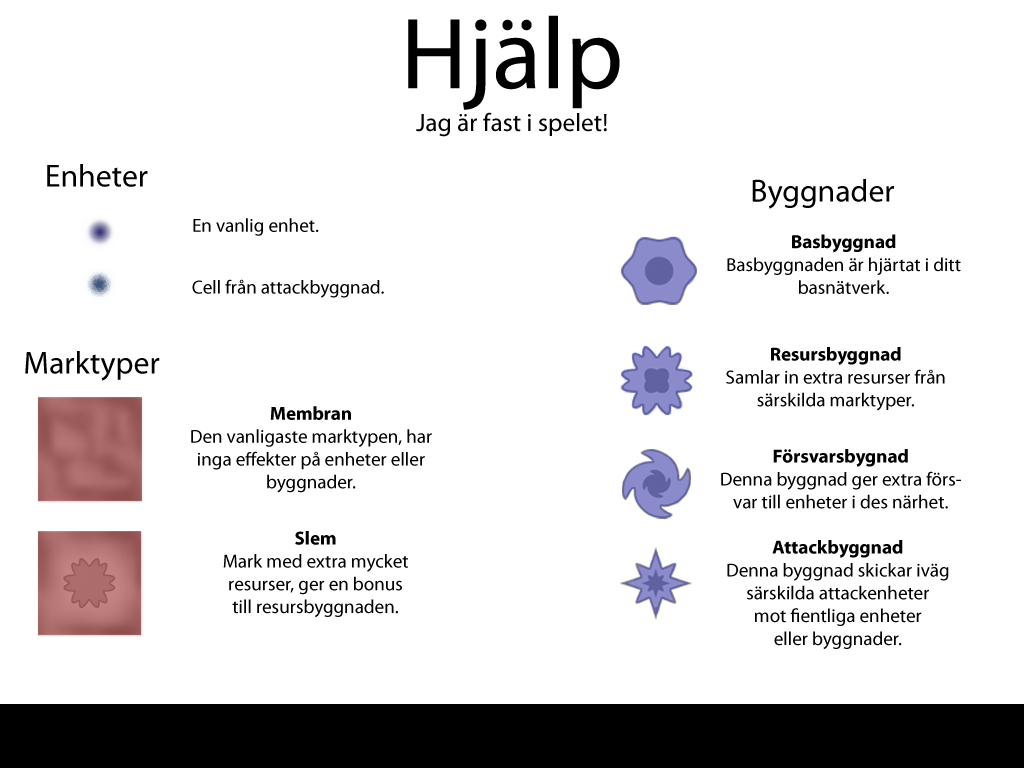 Hjälp
Jag är fast i spelet!
Enheter
En vanlig enhet.
Cell från attackbyggnad.
Marktyper
Membran
Den vanligaste marktypen, har
inga effekter på enheter eller
byggnader.
Slem
Mark med extra mycket
resurser, ger en bonus
till resursbyggnaden.
Byggnader
Basbyggnad
Basbyggnaden är hjärtat i ditt
basnätverk.
Resursbyggnad
Samlar in extra resurser från
särskilda marktyper.
Försvarsbygnad
Denna byggnad ger extra förs-
var till enheter i des närhet.
Attackbyggnad
Denna byggnad skickar iväg
särskilda attackenheter
mot fientliga enheter
eller byggnader.